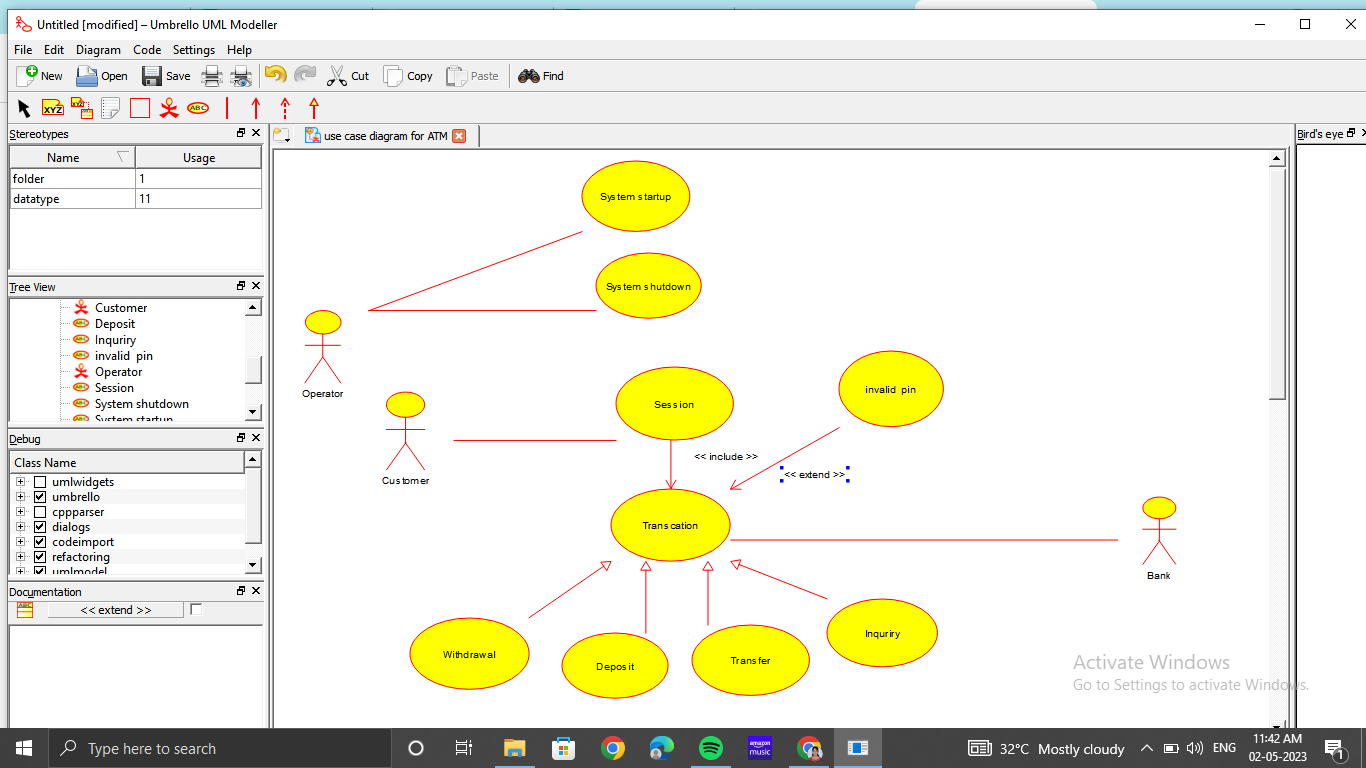 Untitled [modified] – Umbrello UML Modeller
File Edit Diagram Code Settings Help
New Open Save Cut Copy Paste Find
XYZ XYZ ABC
Stereotypes
use case diagram for ATM
Bird's eye
Name Usage
folder 1
datatype 11
Tree View
Customer
Deposit
Inquriry
invalid pin
Operator
Session
System shutdown
System startup
Debug
Class Name
umlwidgets
umbrello
cppparser
dialogs
codeimport
refactoring
umlmodel
Documentation
<< extend >>
System startup
System shutdown
Operator
Customer
Session
invalid pin
<< include >>
<< extend >>
Transcation
Bank
Withdrawal
Deposit
Transfer
Inquriry
Activate Windows
Go to Settings to activate Windows.
Type here to search
amazon music
32°C Mostly cloudy
ENG
11:42 AM
02-05-2023
1